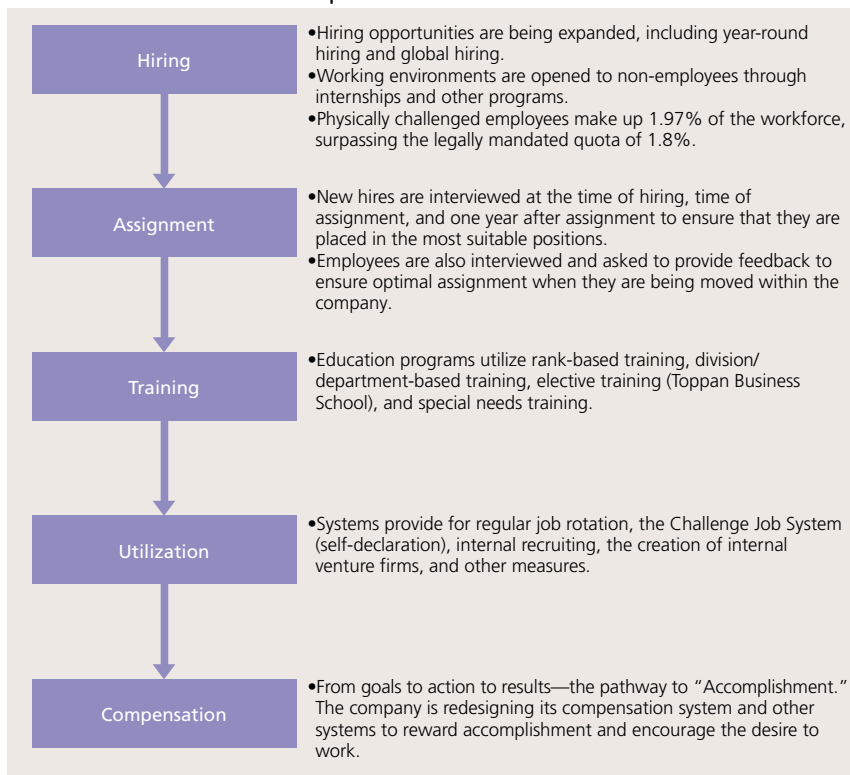 Hiring
•Hiring opportunities are being expanded, including year-round
hiring and global hiring.
•Working environments are opened to non-employees through
internships and other programs.
•Physically challenged employees make up 1.97% of the workforce,
surpassing the legally mandated quota of 1.8%.
Assignment
•New hires are interviewed at the time of hiring, time of
assignment, and one year after assignment to ensure that they are
placed in the most suitable positions.
•Employees are also interviewed and asked to provide feedback to
ensure optimal assignment when they are being moved within the
company.
Training
•Education programs utilize rank-based training, division/
department-based training, elective training (Toppan Business
School), and special needs training.
Utilization
•Systems provide for regular job rotation, the Challenge Job System
(self-declaration), internal recruiting, the creation of internal
venture firms, and other measures.
Compensation
•From goals to action to results—the pathway to “Accomplishment.”
The company is redesigning its compensation system and other
systems to reward accomplishment and encourage the desire to
work.